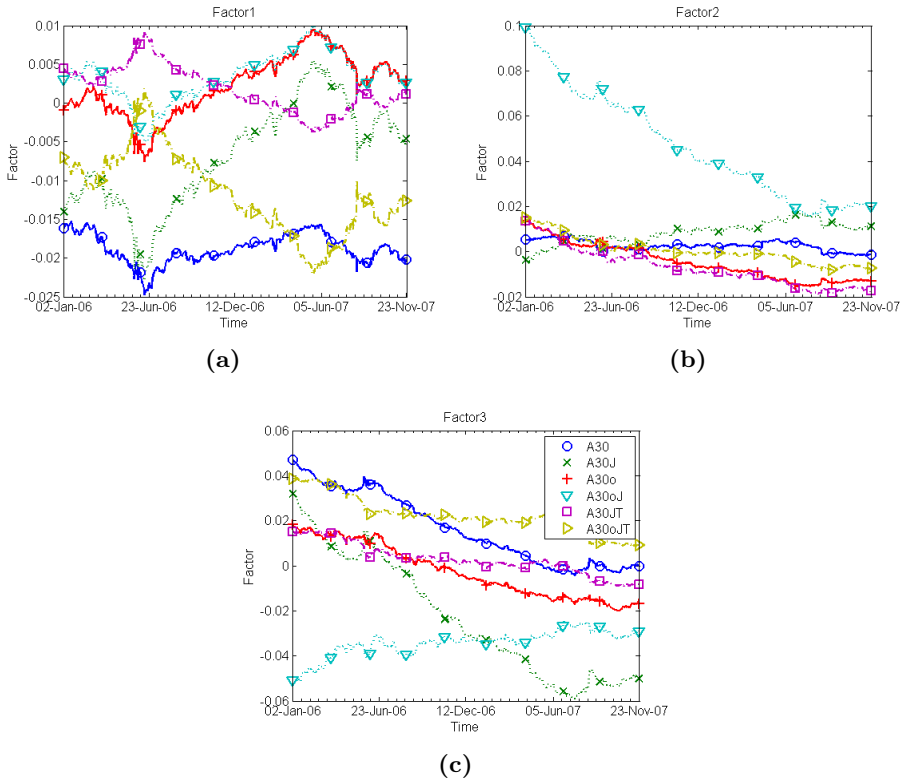 Factor1
0.01
0.005
0
-0.005
-0.01
-0.015
-0.02
-0.025
Factor
02-Jan-06 23-Jun-06 12-Dec-06 05-Jun-07 23-Nov-07
Time
(a)
Factor2
0.1
0.08
0.06
0.04
0.02
0
-0.02
Factor
02-Jan-06 23-Jun-06 12-Dec-06 05-Jun-07 23-Nov-07
Time
(b)
Factor3
0.06
0.04
0.02
0
-0.02
-0.04
-0.06
Factor
A30
A30J
A30o
A30oJ
A30JT
A30oJT
02-Jan-06 23-Jun-06 12-Dec-06 05-Jun-07 23-Nov-07
Time
(c)